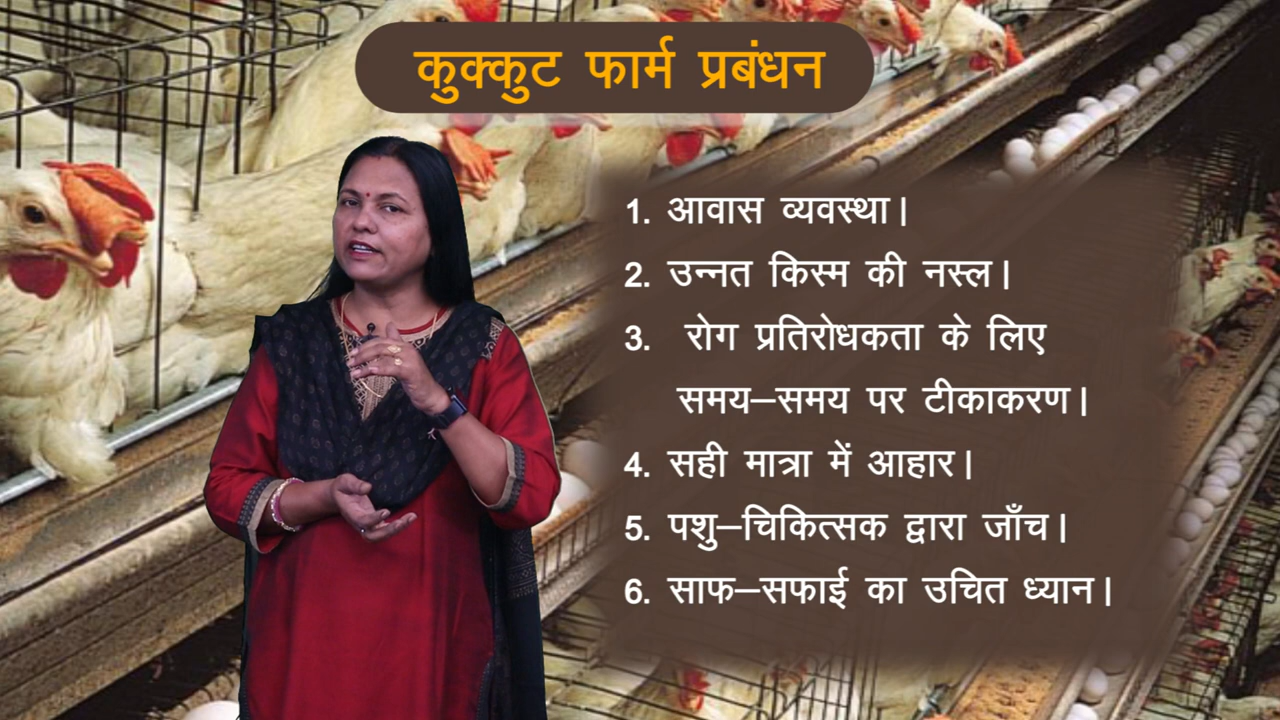 कुक्कुट फार्म प्रबंधन
1. आवास व्यवस्था।
2. उन्नत किस्म की नस्ल।
3. रोग प्रतिरोधकता के लिए
समय–समय पर टीकाकरण।
4. सही मात्रा में आहार।
5. पशु–चिकित्सक द्वारा जाँच।
6. साफ–सफाई का उचित ध्यान।